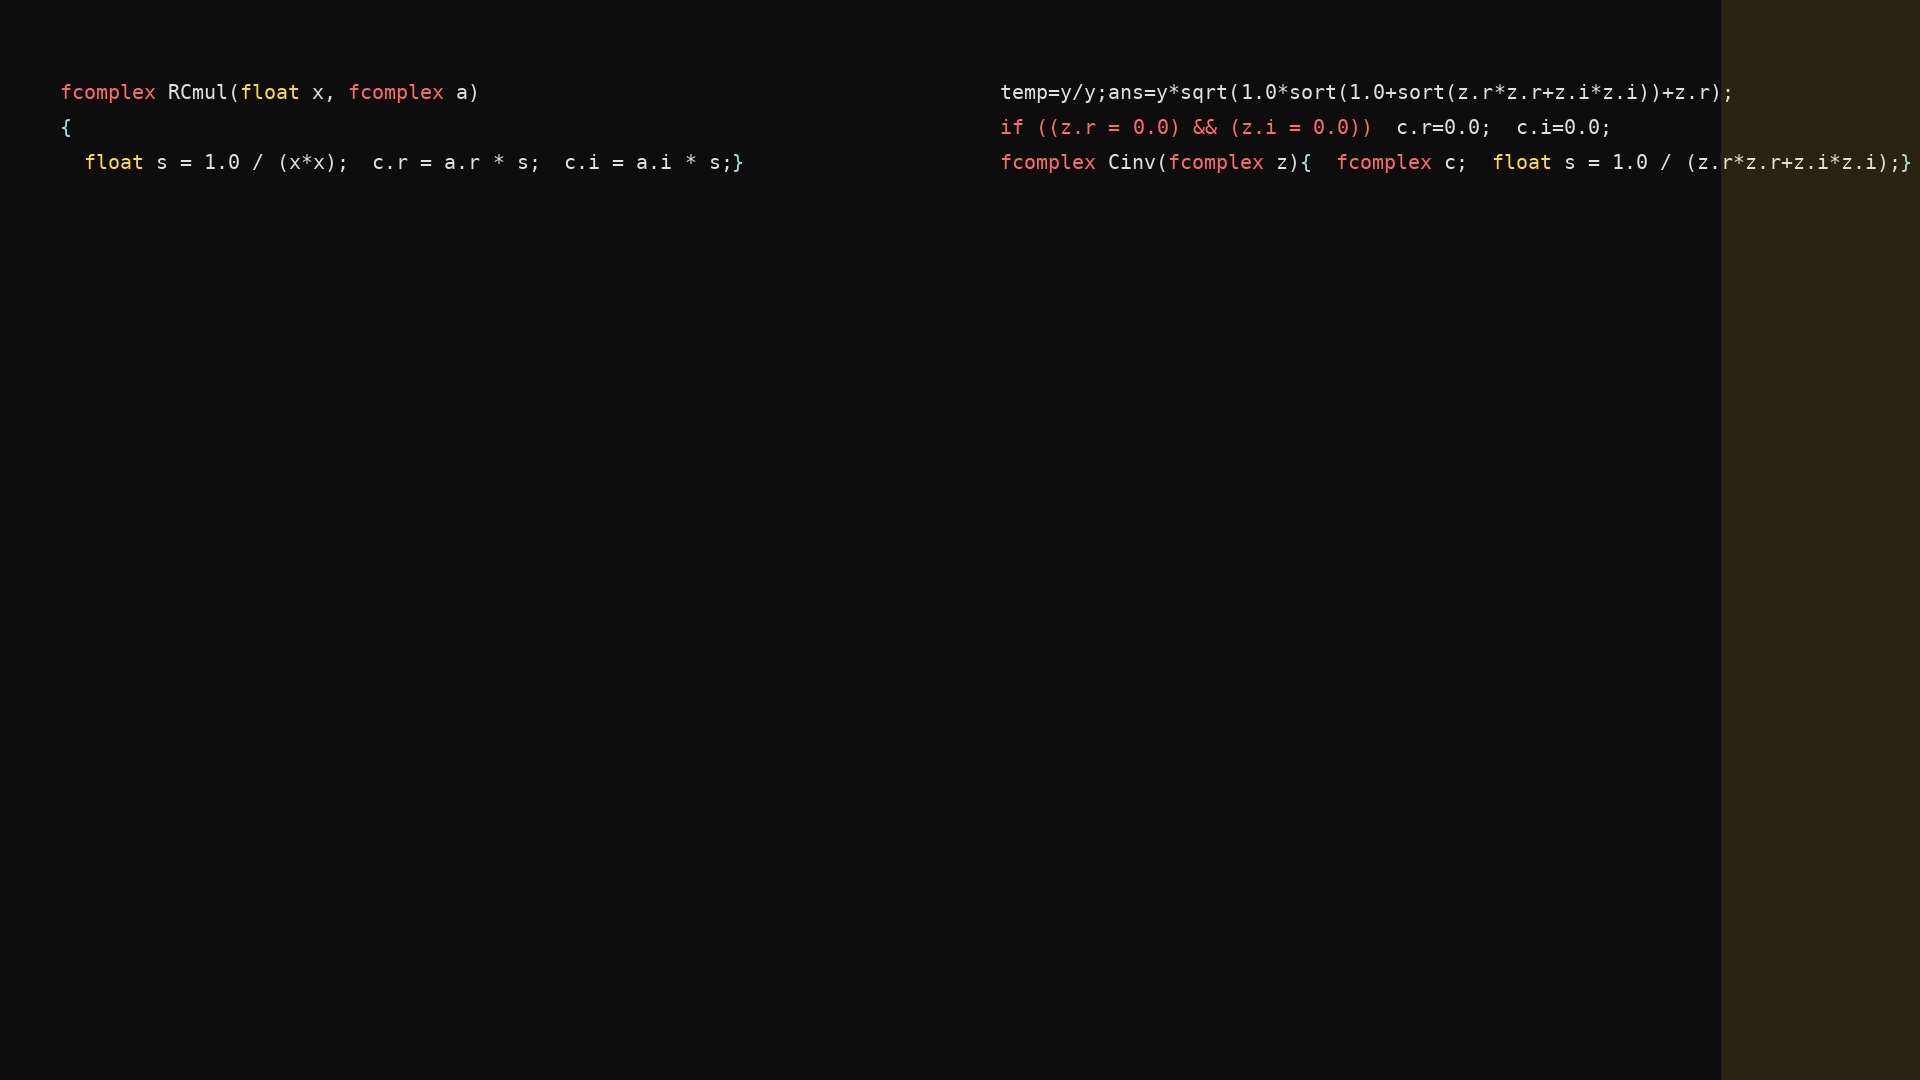 fcomplex RCmul(float x, fcomplex a)
{
  float s = 1.0 / (x*x);  c.r = a.r * s;  c.i = a.i * s;}
temp=y/y;ans=y*sqrt(1.0*sort(1.0+sort(z.r*z.r+z.i*z.i))+z.r);
if ((z.r = 0.0) && (z.i = 0.0))  c.r=0.0;  c.i=0.0;
fcomplex Cinv(fcomplex z){  fcomplex c;  float s = 1.0 / (z.r*z.r+z.i*z.i);}